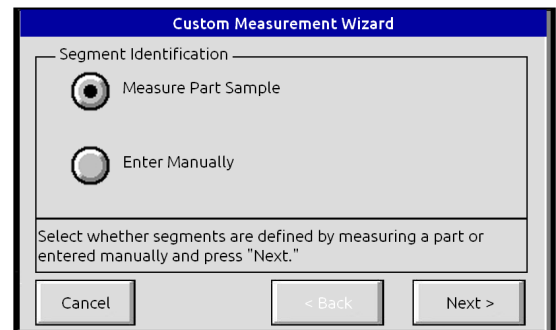 Custom Measurement Wizard
Segment Identification
Measure Part Sample
Enter Manually
Select whether segments are defined by measuring a part or
entered manually and press "Next."
Cancel
< Back
Next >